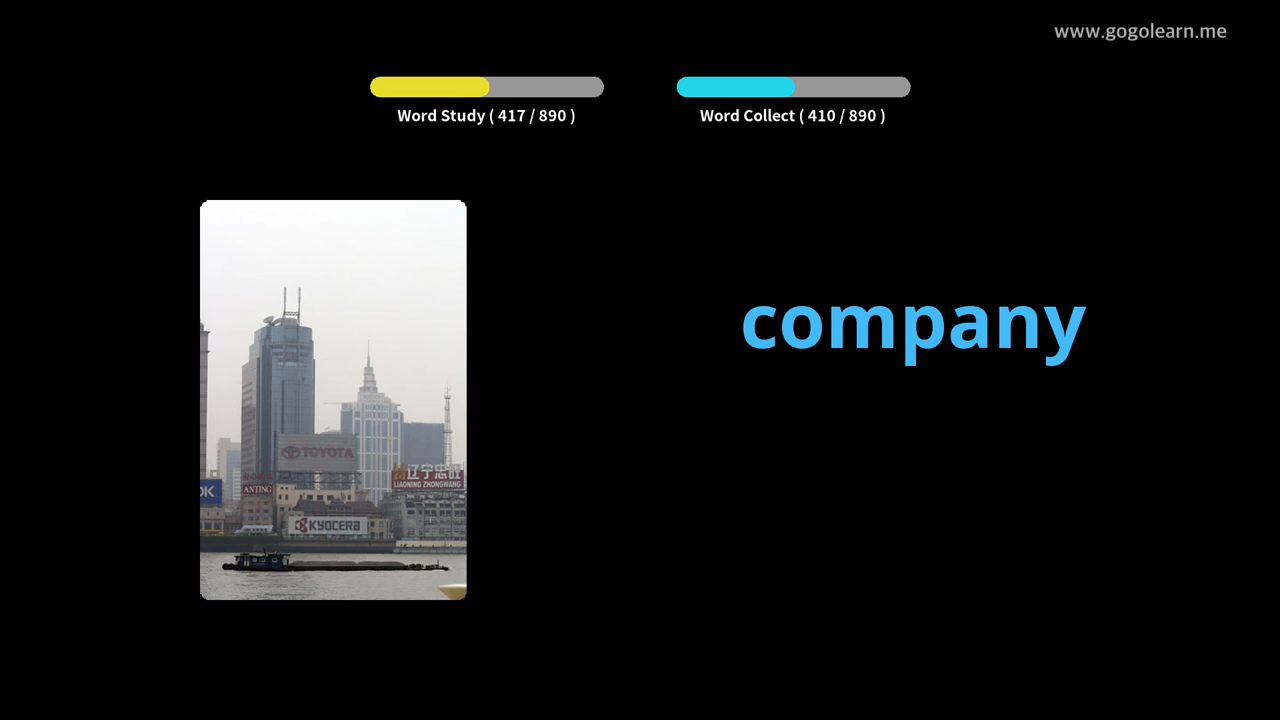 www.gogolearn.me
Word Study ( 417 / 890 )
Word Collect ( 410 / 890 )
company
TOYOTA
辽宁忠旺
LIAONING ZHONGWANG
OK
ANTING
KYOCERA